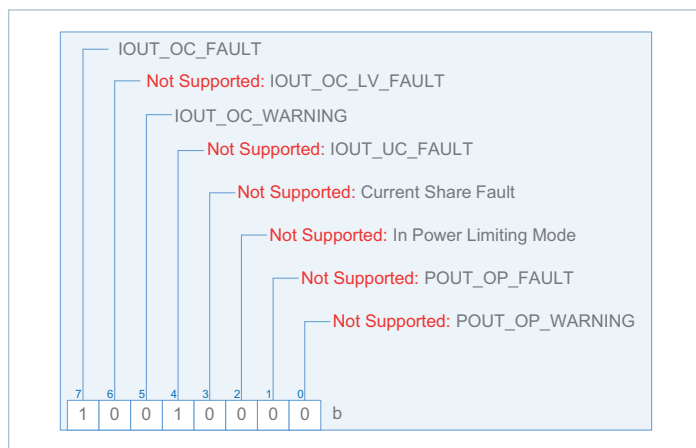 IOUT_OC_FAULT
Not Supported: IOUT_OC_LV_FAULT
IOUT_OC_WARNING
Not Supported: IOUT_UC_FAULT
Not Supported: Current Share Fault
Not Supported: In Power Limiting Mode
Not Supported: POUT_OP_FAULT
Not Supported: POUT_OP_WARNING
7 6 5 4 3 2 1 0
1 0 0 1 0 0 0 0 b